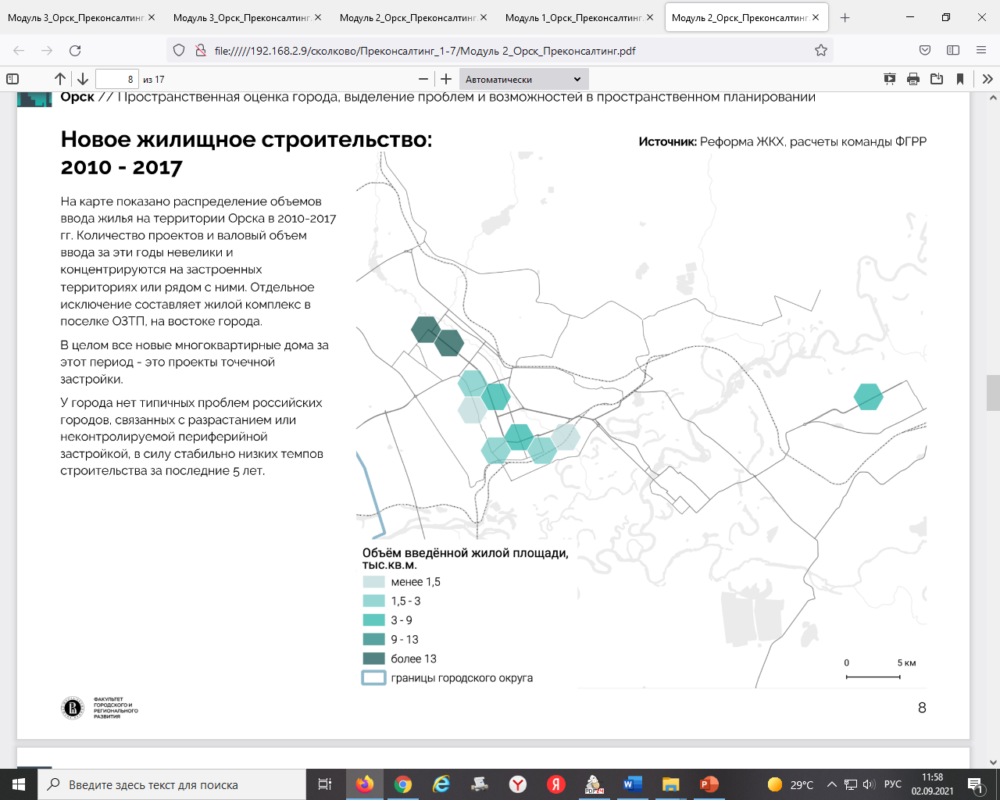 Модуль 3_Орск_Преконсалтинг.
Модуль 3_Орск_Преконсалтинг.
Модуль 2_Орск_Преконсалтинг
Модуль 1_Орск_Преконсалтинг.
Модуль 2_Орск_Преконсалтинг
file://///192.168.2.9/сколково/Преконсалтинг_1-7/Модуль 2_Орск_Преконсалтинг.pdf
8 из 17
Автоматически
Орск // Пространственная оценка города, выделение проблем и возможностей в пространственном планировании
Новое жилищное строительство:
2010 - 2017
Источник: Реформа ЖКХ, расчеты команды ФГРР
На карте показано распределение объемов
ввода жилья на территории Орска в 2010-2017
гг. Количество проектов и валовый объем
ввода за эти годы невелики и
концентрируются на застроенных
территориях или рядом с ними. Отдельное
исключение составляет жилой комплекс в
поселке ОЗТП, на востоке города.
В целом все новые многоквартирные дома за
этот период - это проекты точечной
застройки.
У города нет типичных проблем российских
городов, связанных с разрастанием или
неконтролируемой периферийной
застройкой, в силу стабильно низких темпов
строительства за последние 5 лет.
Объём введённой жилой площади,
тыс.кв.м.
менее 1,5
1,5 - 3
3 - 9
9 - 13
более 13
границы городского округа
0 5 км
ФАКУЛЬТЕТ
ГОРОДСКОГО И
РЕГИОНАЛЬНОГО
РАЗВИТИЯ
8
Введите здесь текст для поиска
29°C
РУС
11:58
02.09.2021
1